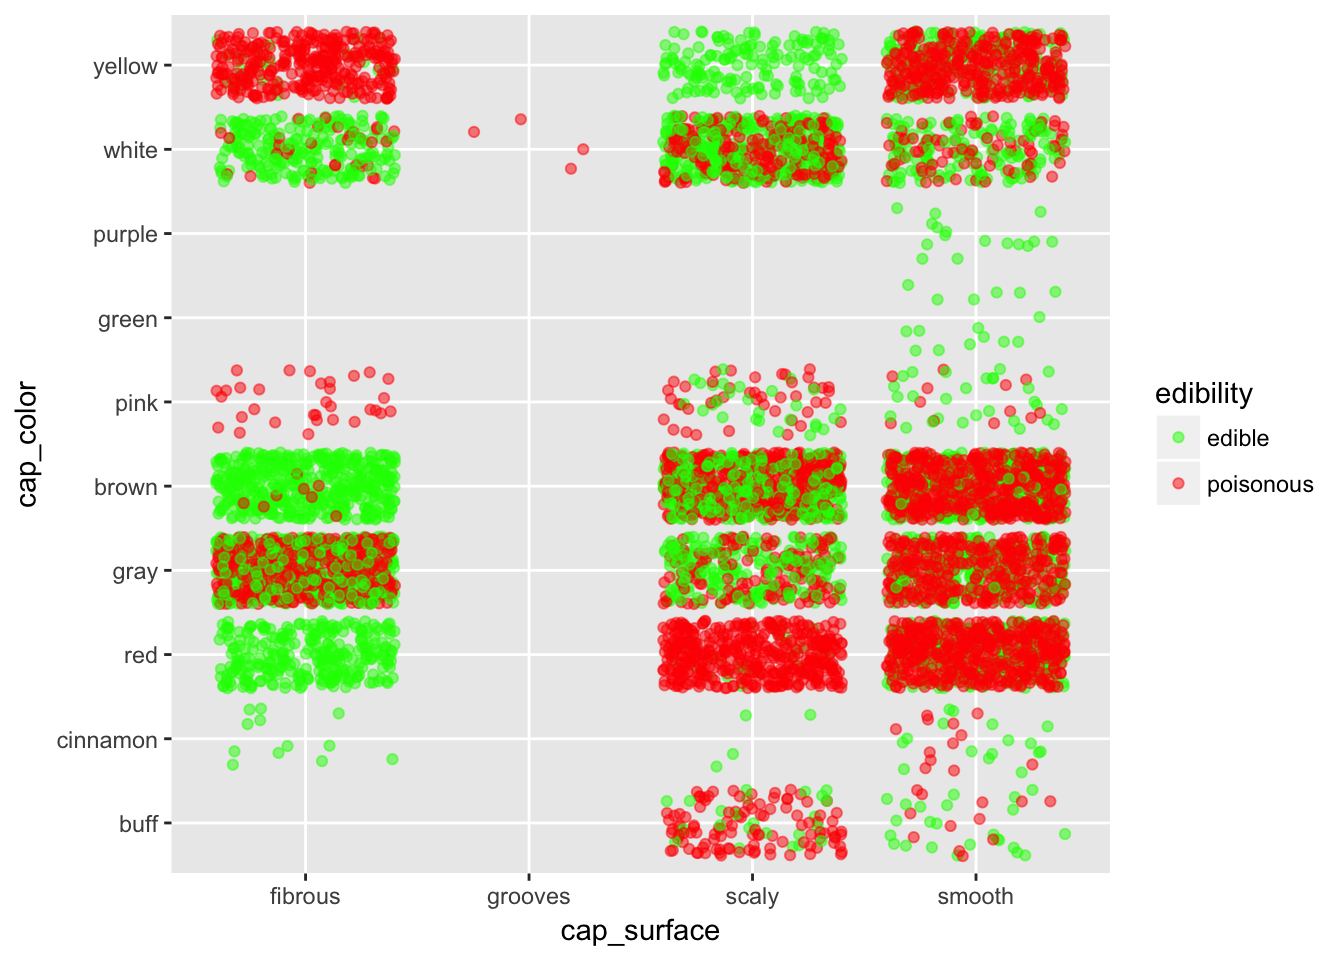 yellow
white
purple
green
pink
brown
gray
red
cinnamon
buff
cap_color
fibrous
grooves
scaly
smooth
cap_surface
edibility
edible
poisonous